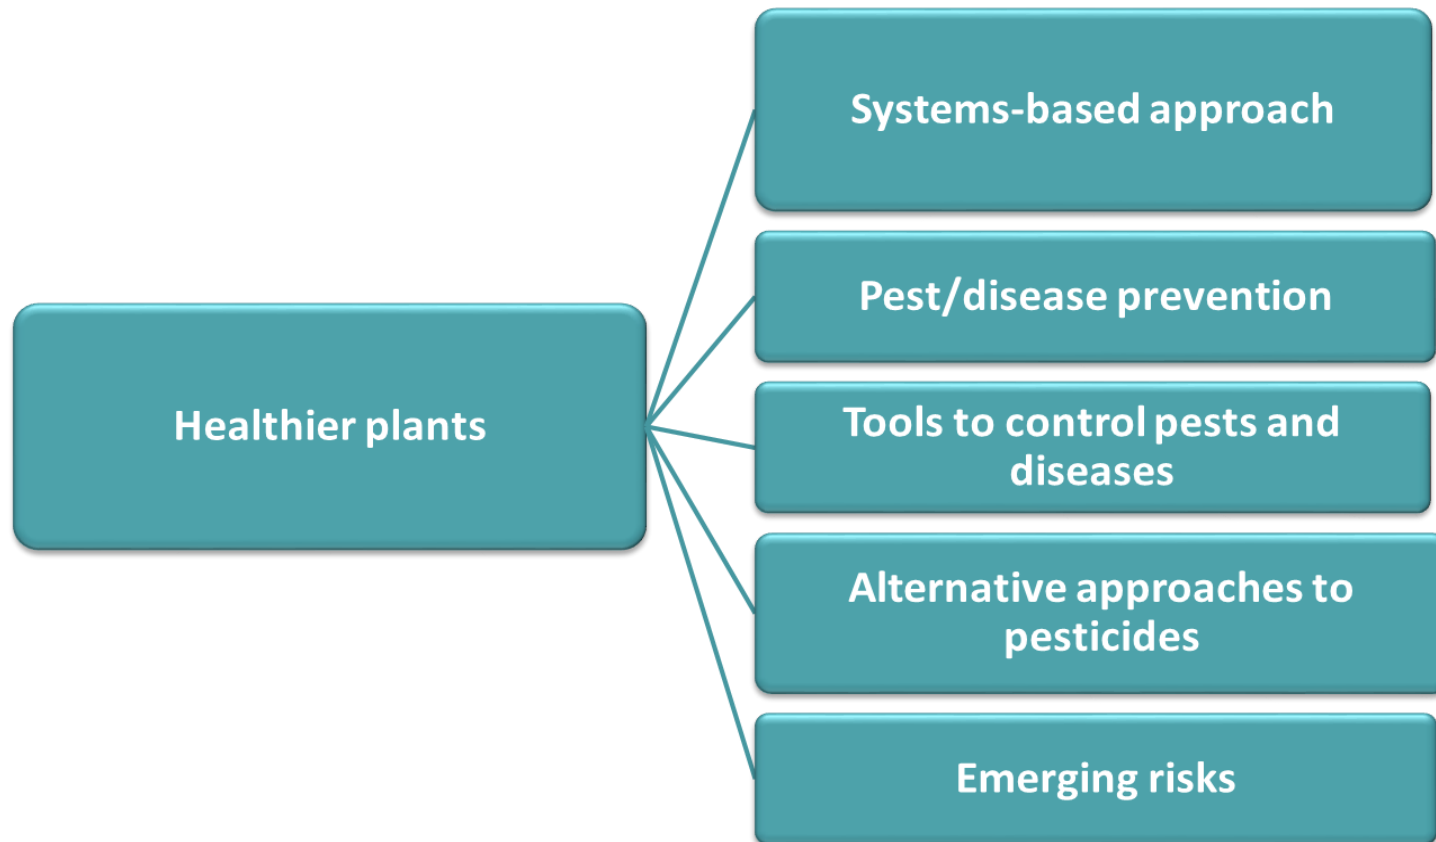 Systems-based approach
Pest/disease prevention
Healthier plants
Tools to control pests and
diseases
Alternative approaches to
pesticides
Emerging risks